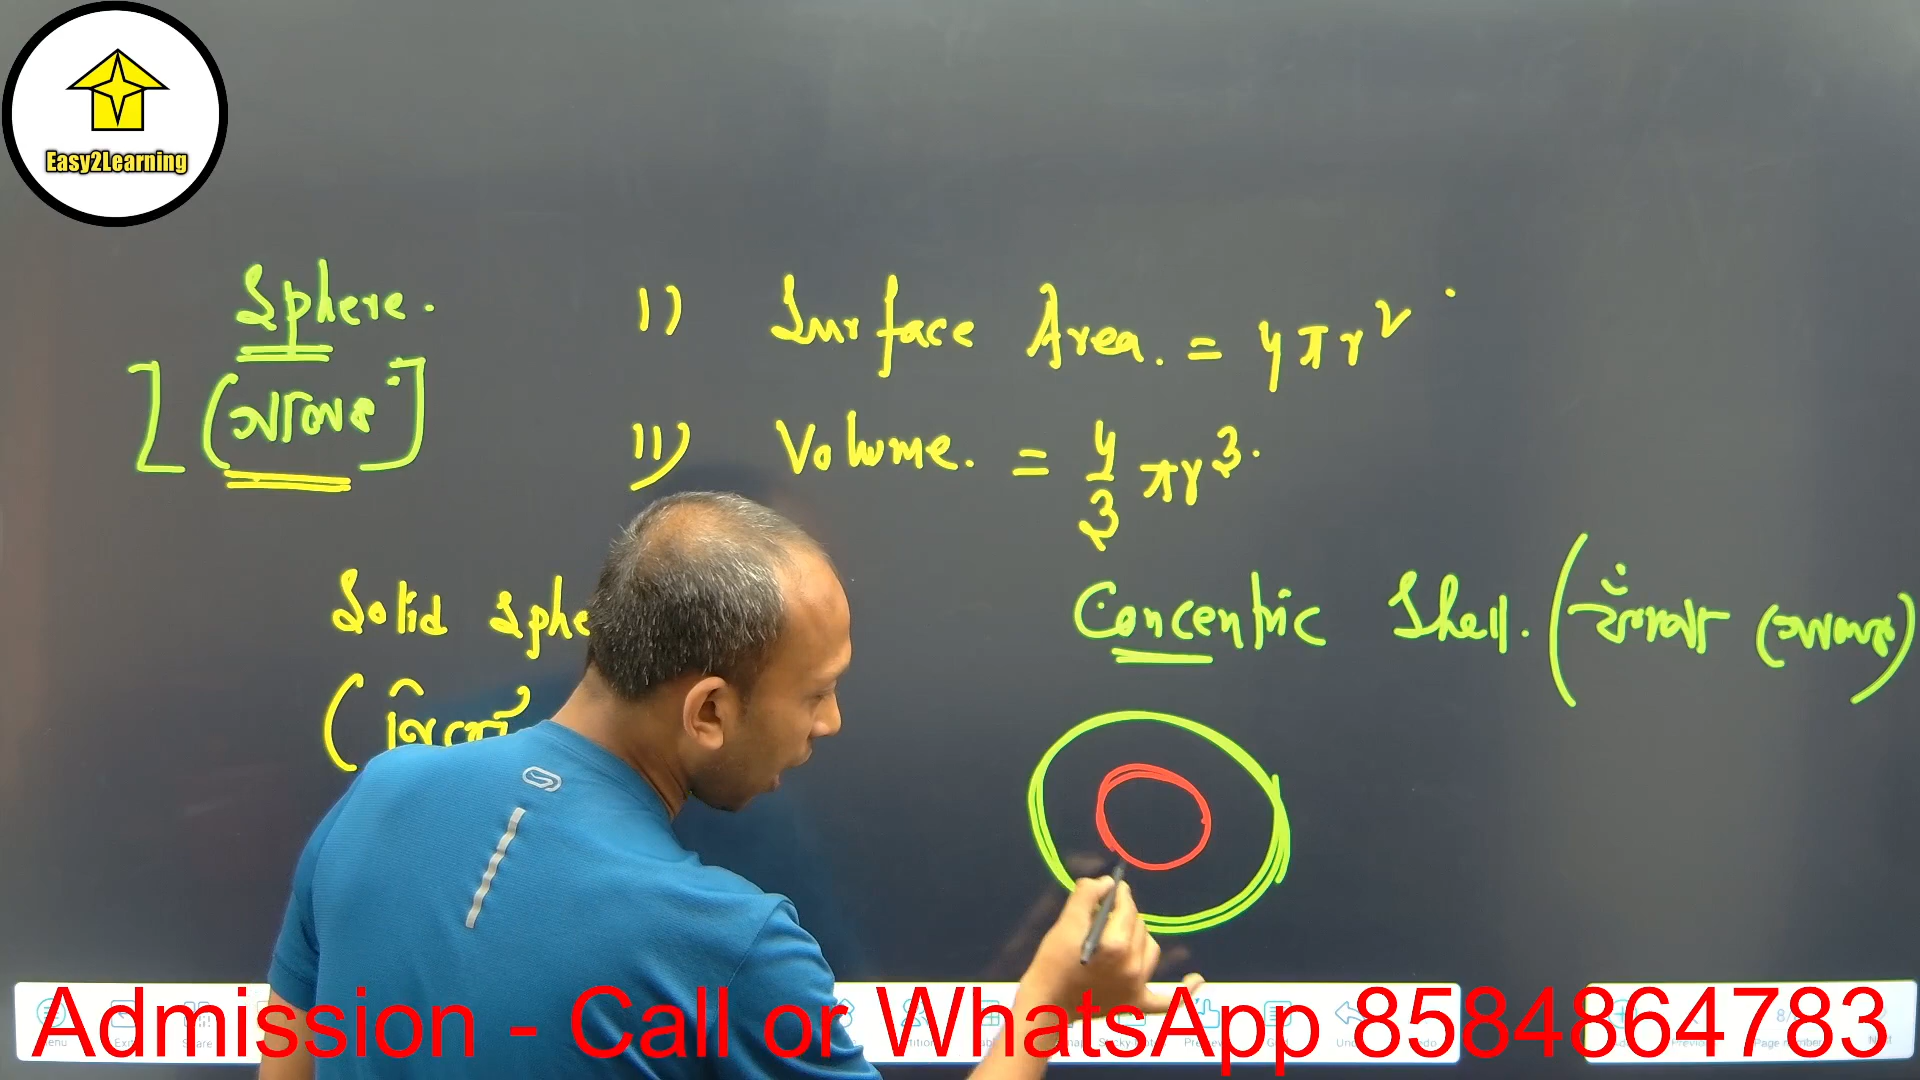 Easy2Learning
Sphere.
[(গোলক)]
i) Surface Area. = 4πr²
ii) Volume. = 4/3 πr³.
Solid Sphe
(নিরেট
Concentric Shell. (ফাঁপা গোলক)
Admission - Call or WhatsApp 8584864783